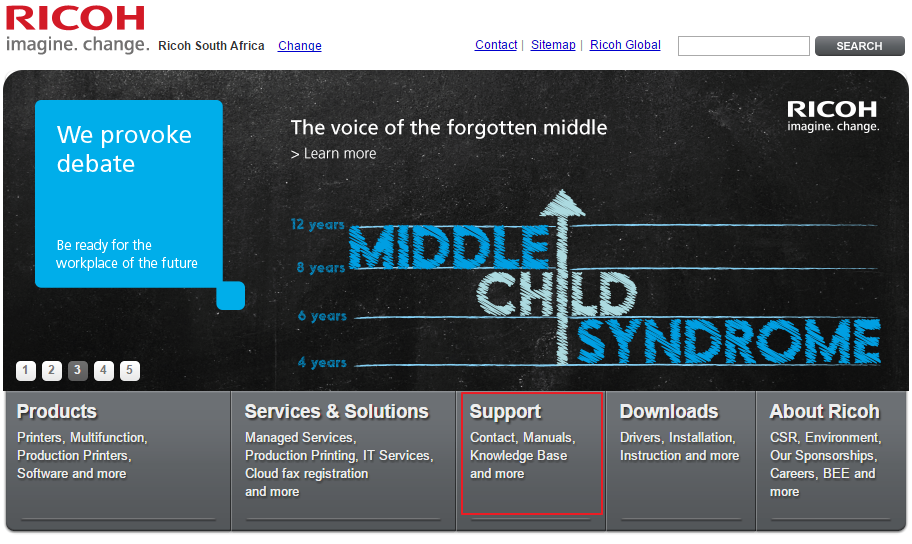 RICOH
imagine. change.
Ricoh South Africa Change
Contact | Sitemap | Ricoh Global
SEARCH
We provoke
debate
Be ready for the
workplace of the future
The voice of the forgotten middle
> Learn more
RICOH
imagine. change.
12 years
MIDDLE
8 years
CHILD
6 years
SYNDROME
4 years
1 2 3 4 5
Products
Printers, Multifunction,
Production Printers,
Software and more
Services & Solutions
Managed Services,
Production Printing, IT Services,
Cloud fax registration
and more
Support
Contact, Manuals,
Knowledge Base
and more
Downloads
Drivers, Installation,
Instruction and more
About Ricoh
CSR, Environment,
Our Sponsorships,
Careers, BEE and
more